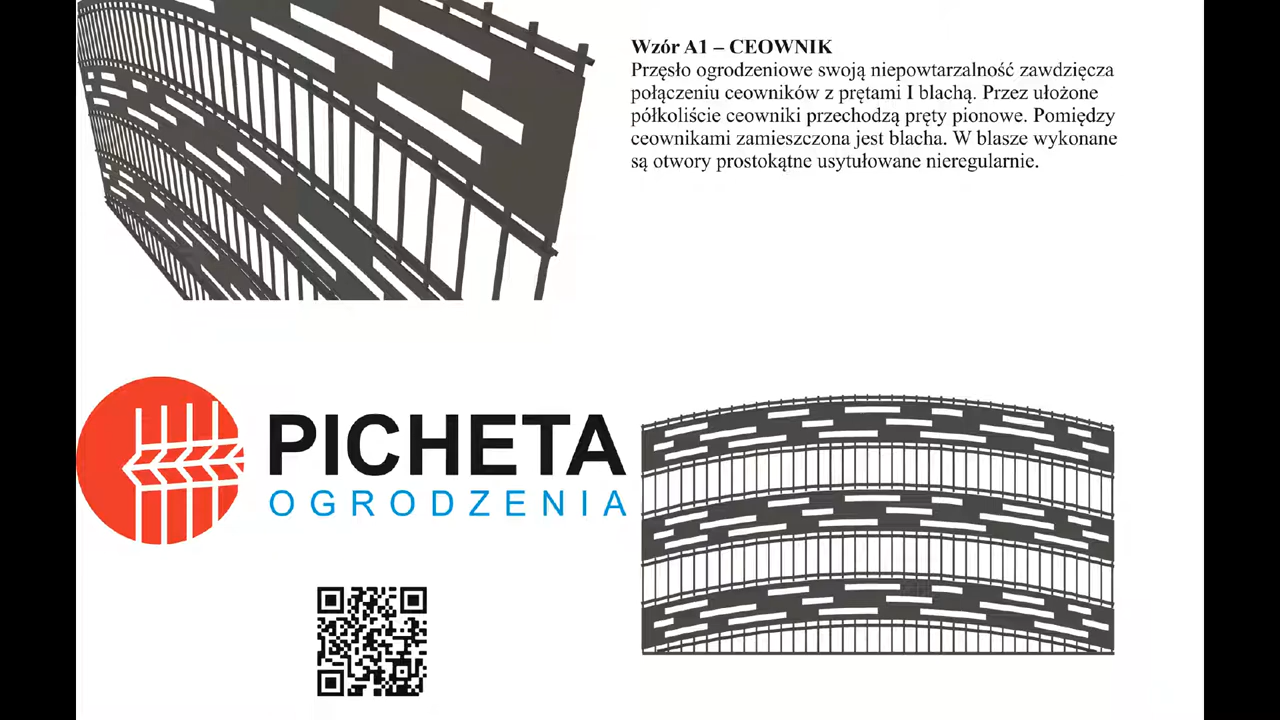 Wzór A1 – CEOWNIK
Przęsło ogrodzeniowe swoją niepowtarzalność zawdzięcza
połączeniu ceowników z prętami I blachą. Przez ułożone
półkoliście ceowniki przechodzą pręty pionowe. Pomiędzy
ceownikami zamieszczona jest blacha. W blasze wykonane
są otwory prostokątne usytułowane nieregularnie.
PICHETA
OGRODZENIA